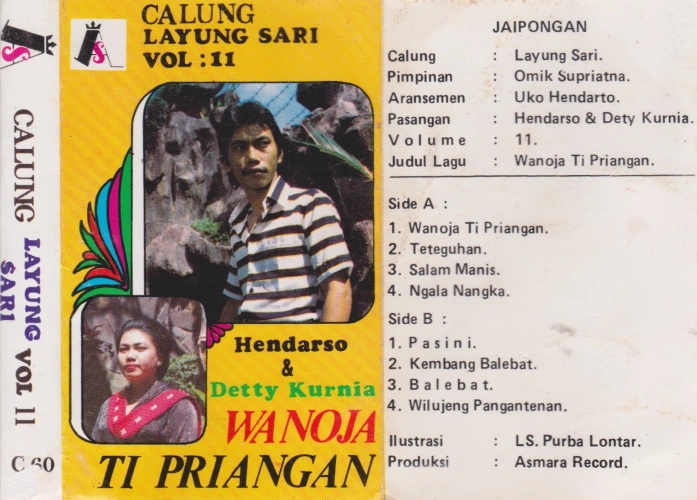 CALUNG LAYUNG SARI VOL 11
C 60
CALUNG
LAYUNG SARI
VOL : 11
Hendarso
&
Detty Kurnia
WANOJA
TI PRIANGAN
JAIPONGAN
Calung : Layung Sari.
Pimpinan : Omik Supriatna.
Aransemen : Uko Hendarto.
Pasangan : Hendarso & Dety Kurnia.
Volume : 11.
Judul Lagu : Wanoja Ti Priangan.
Side A :
1. Wanoja Ti Priangan.
2. Teteguhan.
3. Salam Manis.
4. Ngala Nangka.
Side B :
1. Pasini.
2. Kembang Balebat.
3. Balebat.
4. Wilujeng Pangantenan.
Ilustrasi : LS. Purba Lontar.
Produksi : Asmara Record.